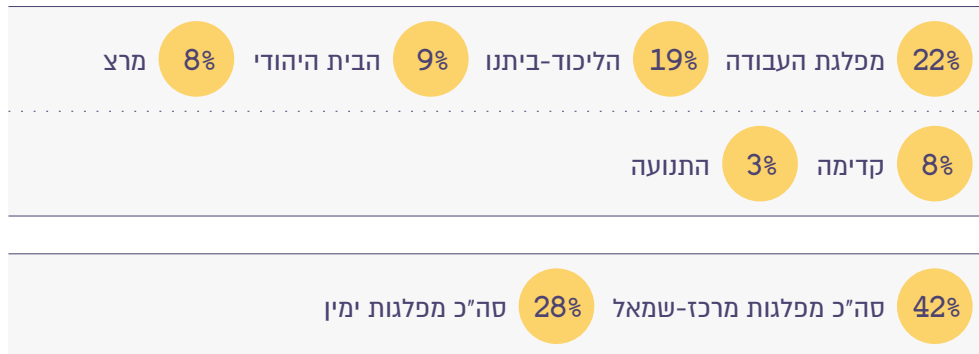 22% מפלגת העבודה 19% הליכוד-ביתנו 9% הבית היהודי 8% מרצ
8% קדימה 3% התנועה
42% סה"כ מפלגות מרכז-שמאל 28% סה"כ מפלגות ימין